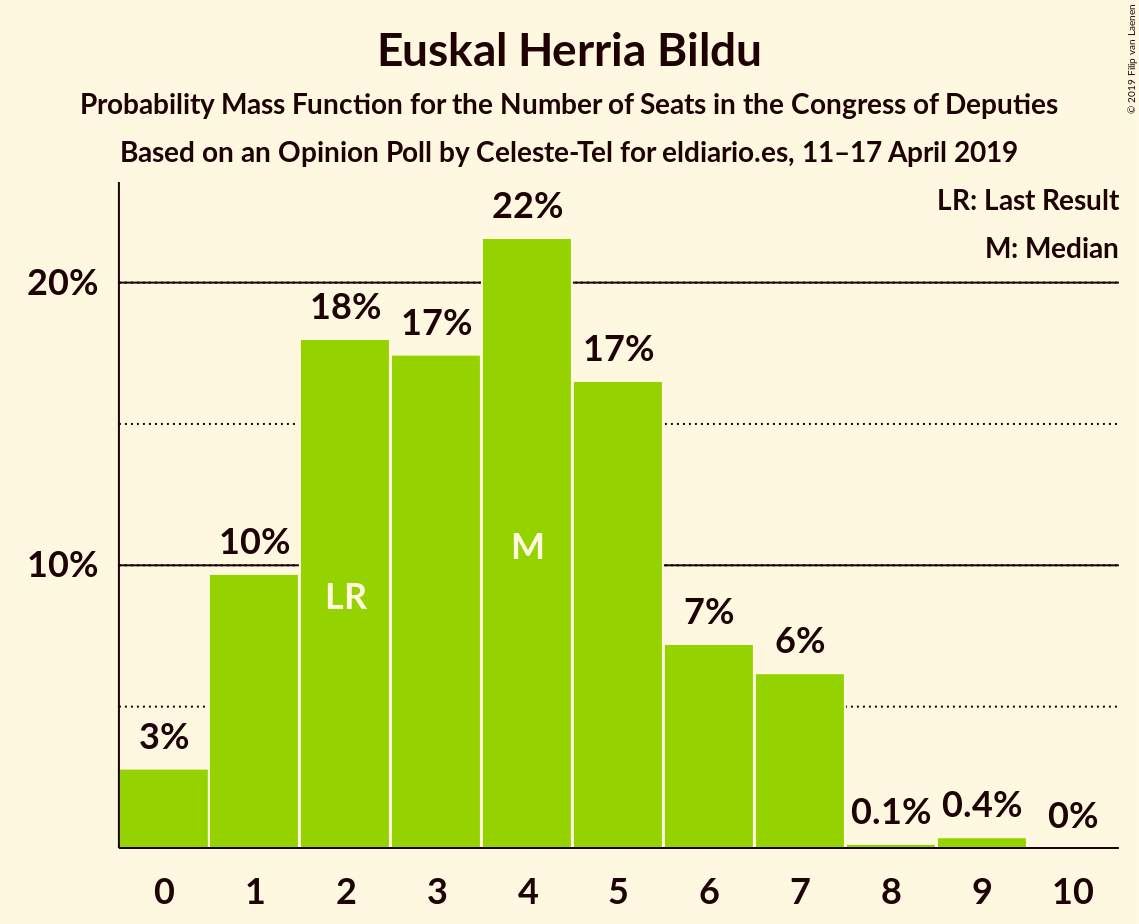 Euskal Herria Bildu
Probability Mass Function for the Number of Seats in the Congress of Deputies
Based on an Opinion Poll by Celeste-Tel for eldiario.es, 11–17 April 2019
© 2019 Filip van Laenen
LR: Last Result
M: Median
20%
10%
3%
10%
18%
17%
22%
17%
7%
6%
0.1%
0.4%
0%
LR
M
0 1 2 3 4 5 6 7 8 9 10